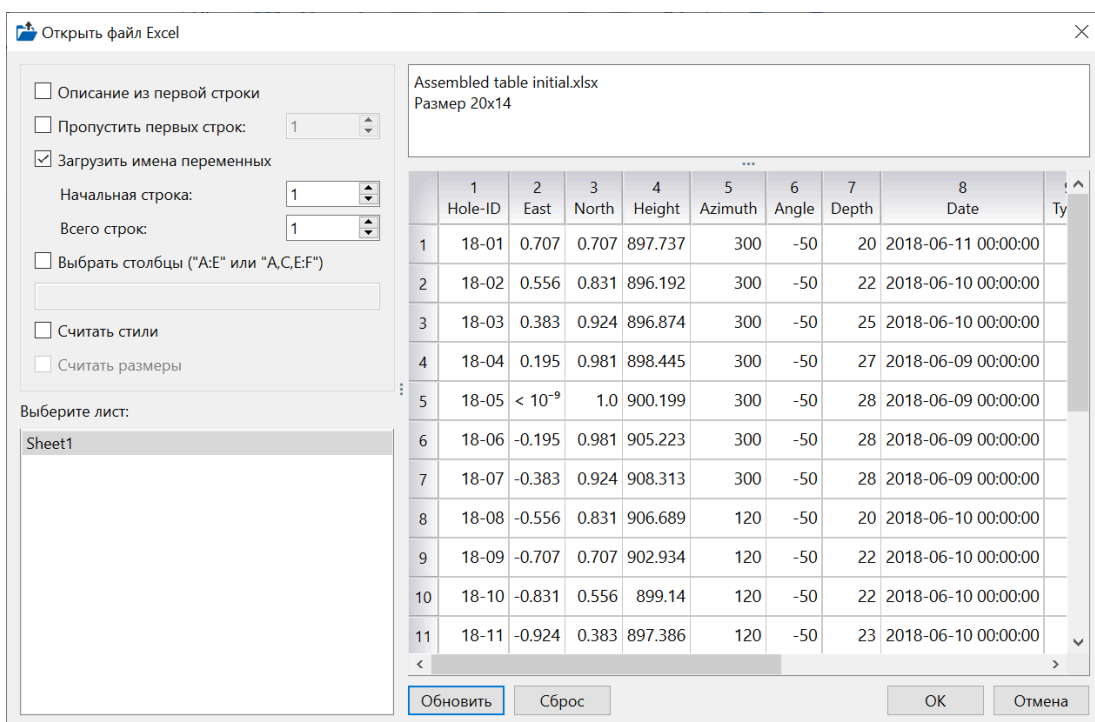 Открыть файл Excel
Описание из первой строки
Пропустить первых строк: 1
Загрузить имена переменных
Начальная строка: 1
Всего строк: 1
Выбрать столбцы ("A:E" или "A,C,E:F")
Считать стили
Считать размеры
Выберите лист:
Sheet1
Assembled table initial.xlsx
Размер 20x14
1 2 3 4 5 6 7 8
Hole-ID East North Height Azimuth Angle Depth Date Ty
1 18-01 0.707 0.707 897.737 300 -50 20 2018-06-11 00:00:00
2 18-02 0.556 0.831 896.192 300 -50 22 2018-06-10 00:00:00
3 18-03 0.383 0.924 896.874 300 -50 25 2018-06-10 00:00:00
4 18-04 0.195 0.981 898.445 300 -50 27 2018-06-09 00:00:00
5 18-05 < 10⁻⁹ 1.0 900.199 300 -50 28 2018-06-09 00:00:00
6 18-06 -0.195 0.981 905.223 300 -50 28 2018-06-09 00:00:00
7 18-07 -0.383 0.924 908.313 300 -50 28 2018-06-09 00:00:00
8 18-08 -0.556 0.831 906.689 120 -50 20 2018-06-10 00:00:00
9 18-09 -0.707 0.707 902.934 120 -50 22 2018-06-10 00:00:00
10 18-10 -0.831 0.556 899.14 120 -50 22 2018-06-10 00:00:00
11 18-11 -0.924 0.383 897.386 120 -50 23 2018-06-10 00:00:00
Обновить Сброс OK Отмена